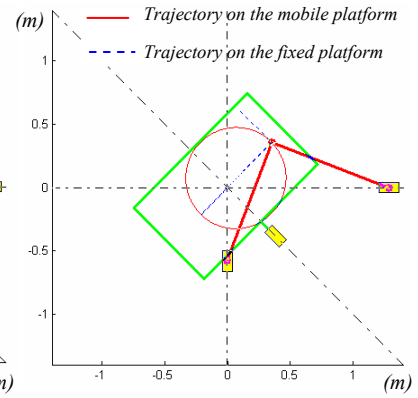 (m)
Trajectory on the mobile platform
Trajectory on the fixed platform
1
0.5
0
-0.5
-1
-1
-0.5
0
0.5
1
m)
(m)